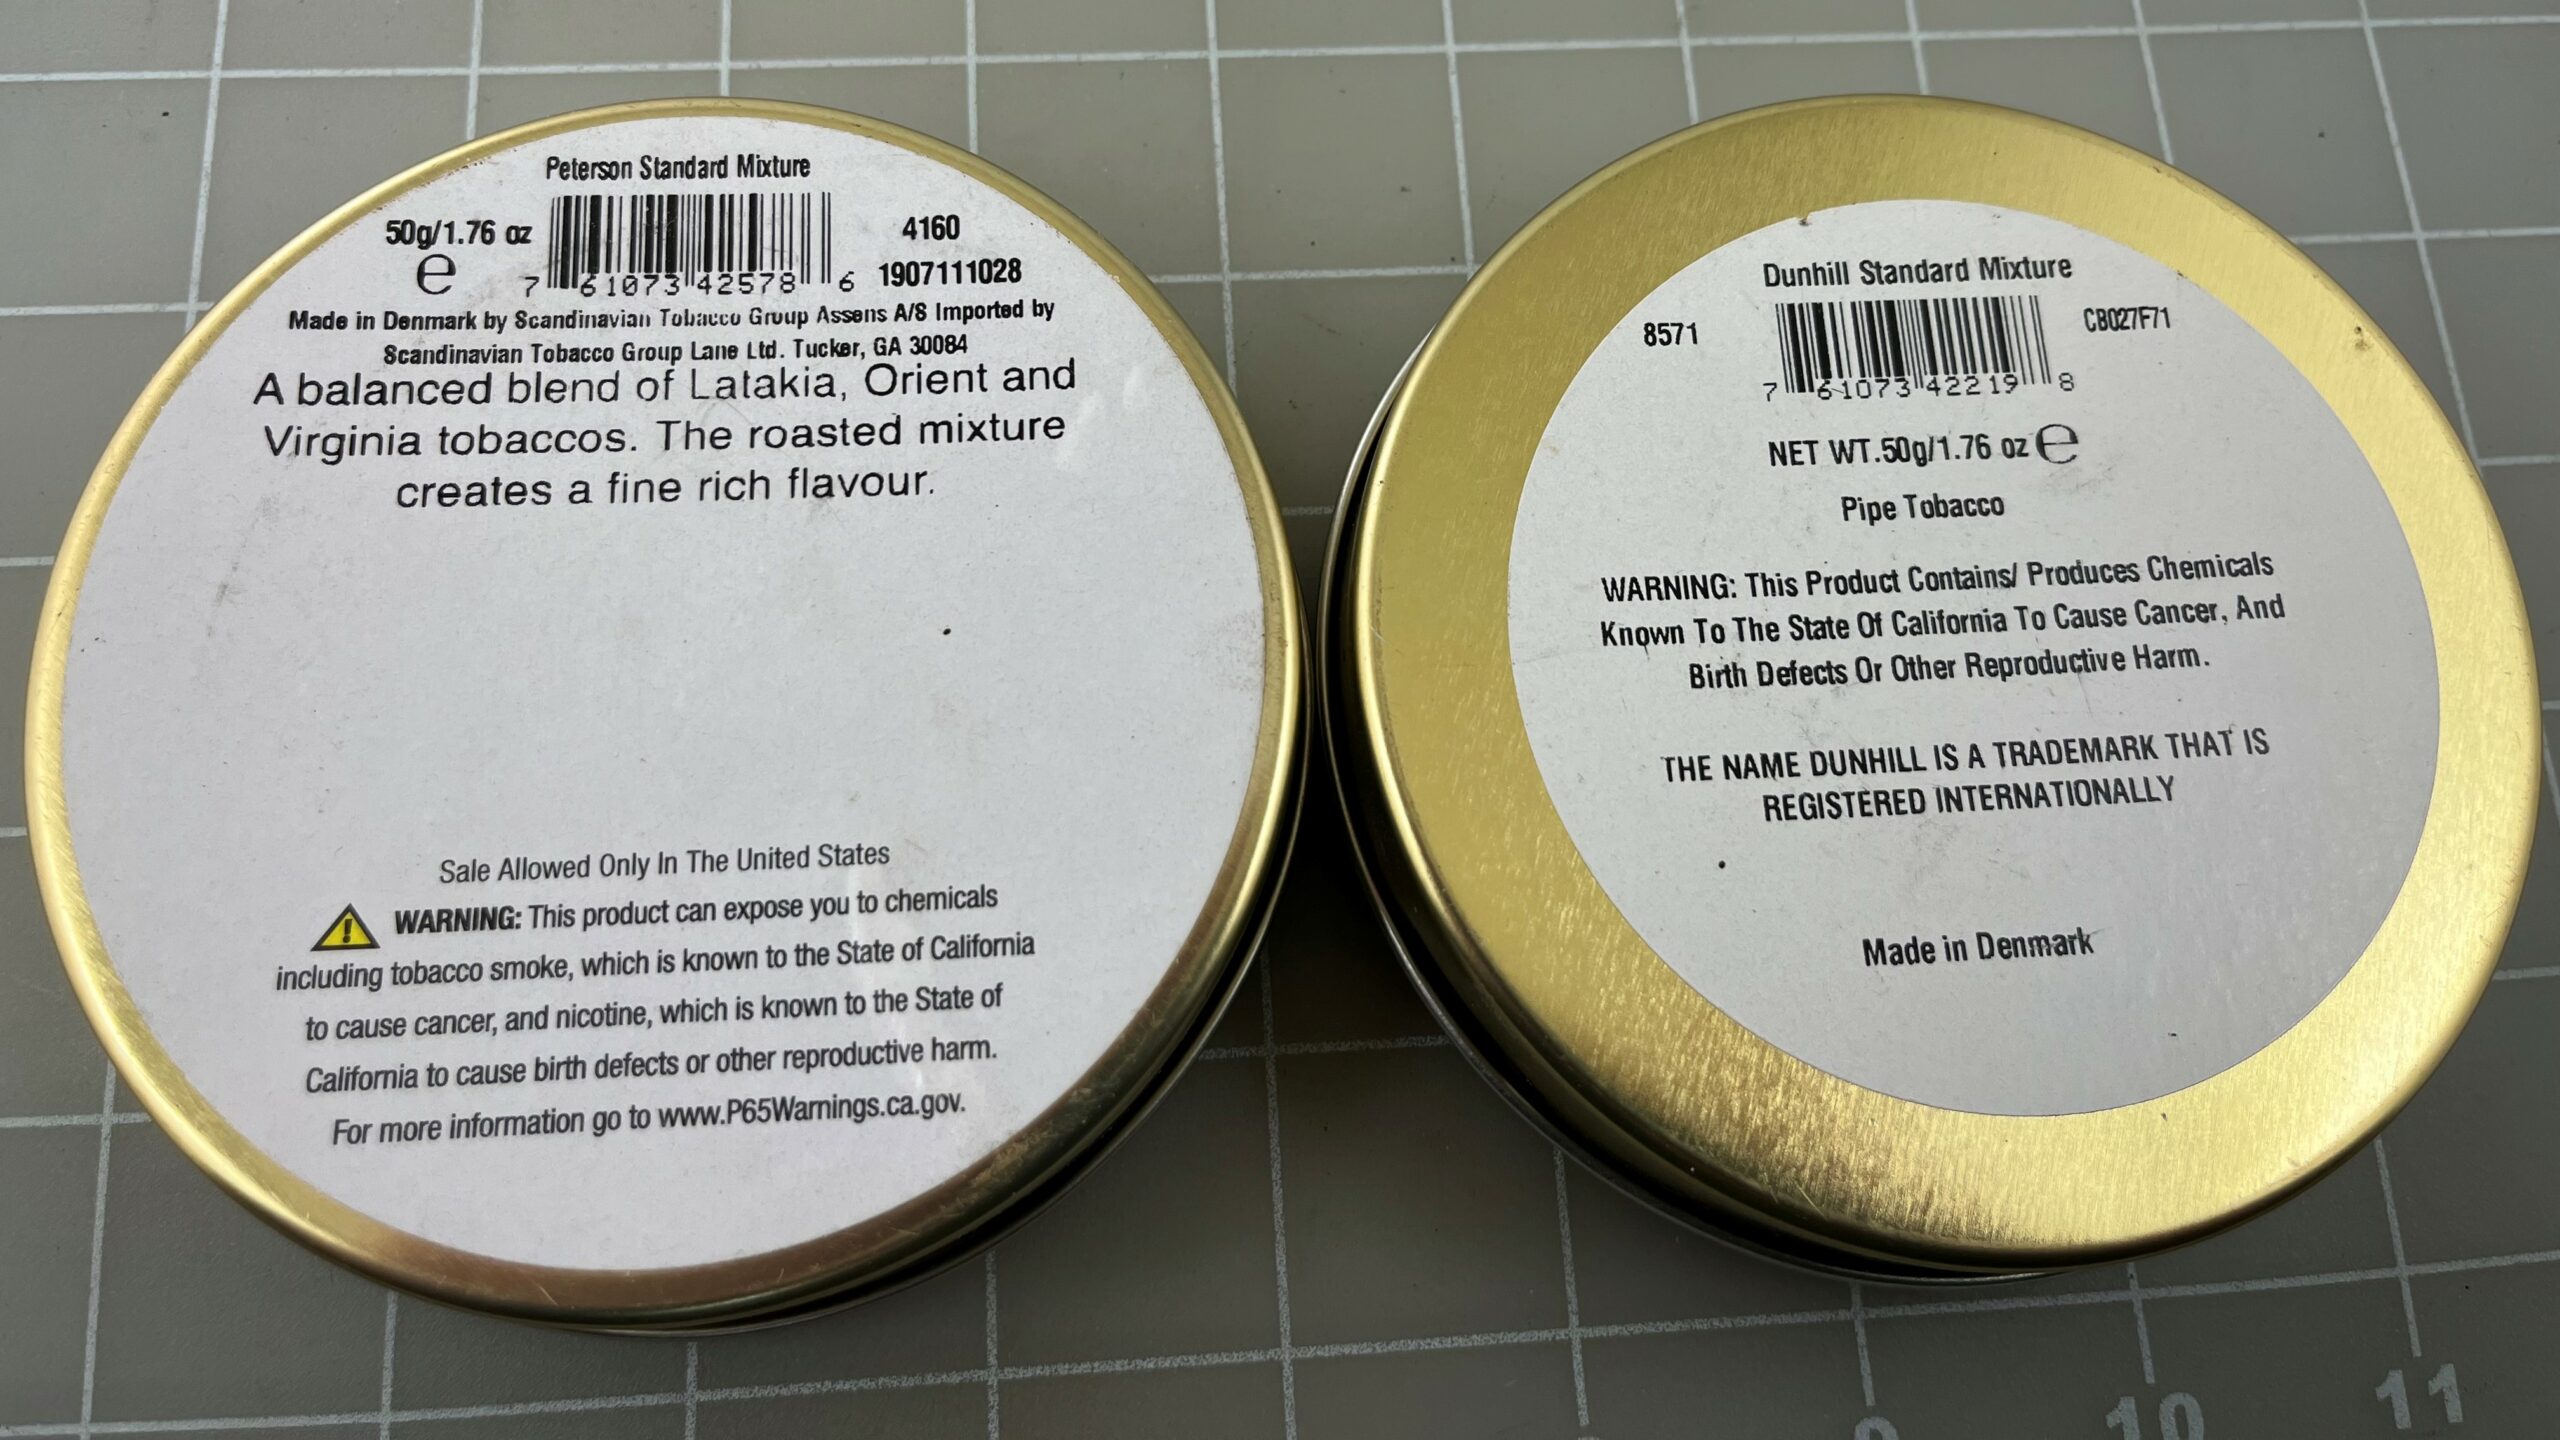 Peterson Standard Mixture
50g/1.76 oz
e
7 61073 42578 6
4160
1907111028
Made in Denmark by Scandinavian Tobacco Group Assens A/S Imported by
Scandinavian Tobacco Group Lane Ltd. Tucker, GA 30084
A balanced blend of Latakia, Orient and
Virginia tobaccos. The roasted mixture
creates a fine rich flavour.
Sale Allowed Only In The United States
WARNING: This product can expose you to chemicals
including tobacco smoke, which is known to the State of California
to cause cancer, and nicotine, which is known to the State of
California to cause birth defects or other reproductive harm.
For more information go to www.P65Warnings.ca.gov.
Dunhill Standard Mixture
8571
7 61073 42219 8
CB027F71
NET WT.50g/1.76 oz e
Pipe Tobacco
WARNING: This Product Contains/ Produces Chemicals
Known To The State Of California To Cause Cancer, And
Birth Defects Or Other Reproductive Harm.
THE NAME DUNHILL IS A TRADEMARK THAT IS
REGISTERED INTERNATIONALLY
Made in Denmark
9 10 11